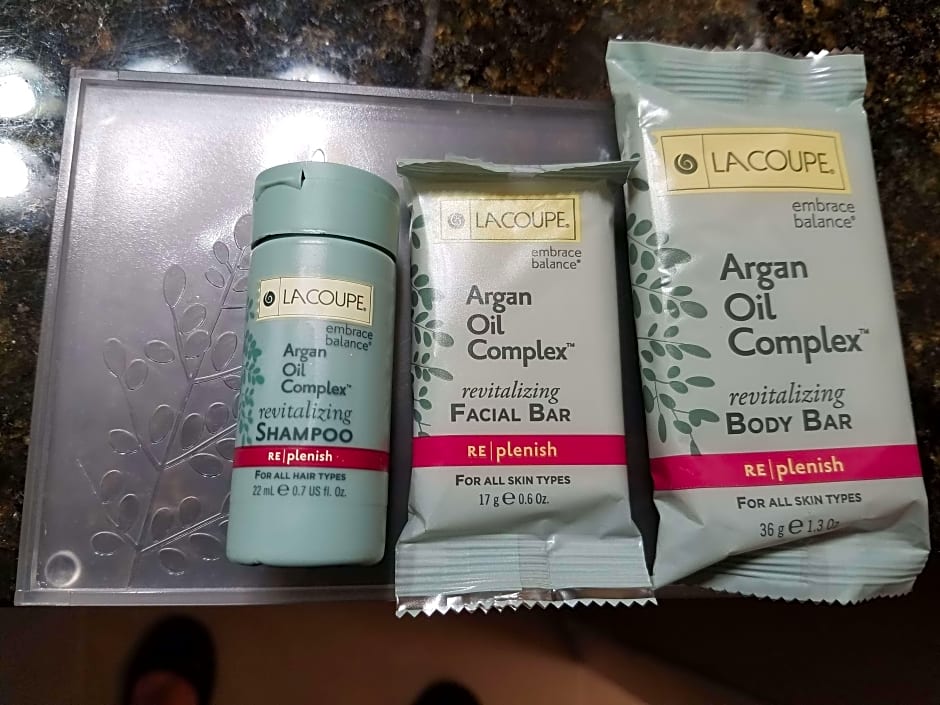 LACOUPE®
embrace
balance®
Argan
Oil
Complex™
revitalizing
SHAMPOO
RE|plenish
FOR ALL HAIR TYPES
22 mL ℮ 0.7 US fl. Oz.
LACOUPE®
embrace
balance®
Argan
Oil
Complex™
revitalizing
FACIAL BAR
RE|plenish
FOR ALL SKIN TYPES
17 g ℮ 0.6 Oz.
LACOUPE®
embrace
balance®
Argan
Oil
Complex™
revitalizing
BODY BAR
RE|plenish
FOR ALL SKIN TYPES
36 g ℮ 1.3 Oz